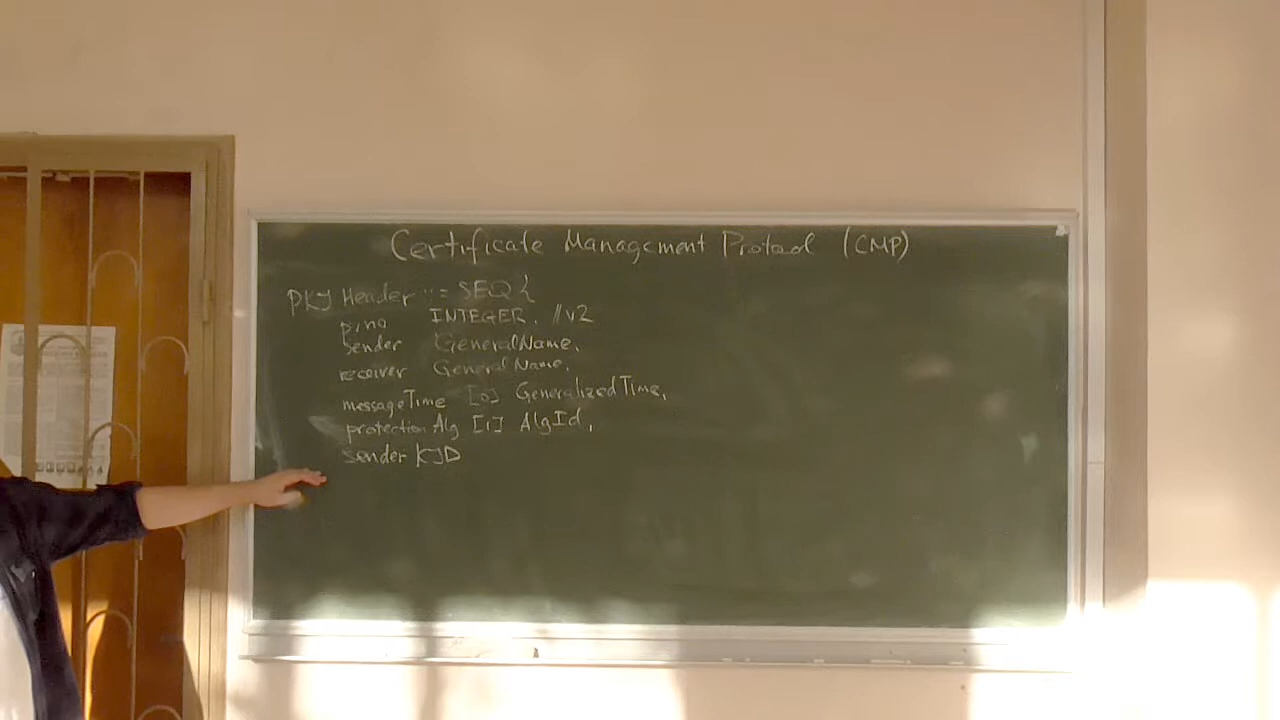 Certificate Management Protocol (CMP)
PKI Header ::= SEQ {
pvno INTEGER, //v2
sender GeneralName,
receiver GeneralName,
messageTime [0] GeneralizedTime,
protectionAlg [1] AlgId,
sender KID